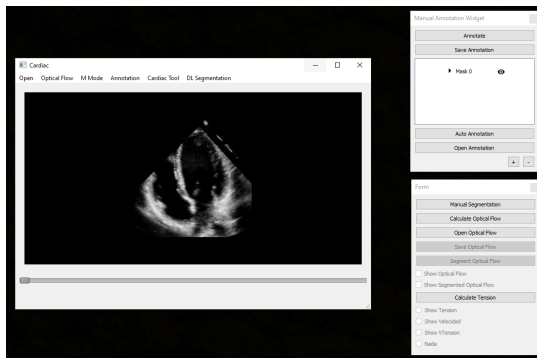 Cardiac
Open Optical Flow M Mode Annotation Cardiac Tool DL Segmentation
Manual Annotation Widget
Annotate
Save Annotation
Mask 0
Auto Annotation
Open Annotation
+ -
Form
Manual Segmentation
Calculate Optical Flow
Open Optical Flow
Save Optical Flow
Segment Optical Flow
Show Optical Flow
Show Segmented Optical Flow
Calculate Tension
Show Tension
Show Velocidad
Show VTension
Nada